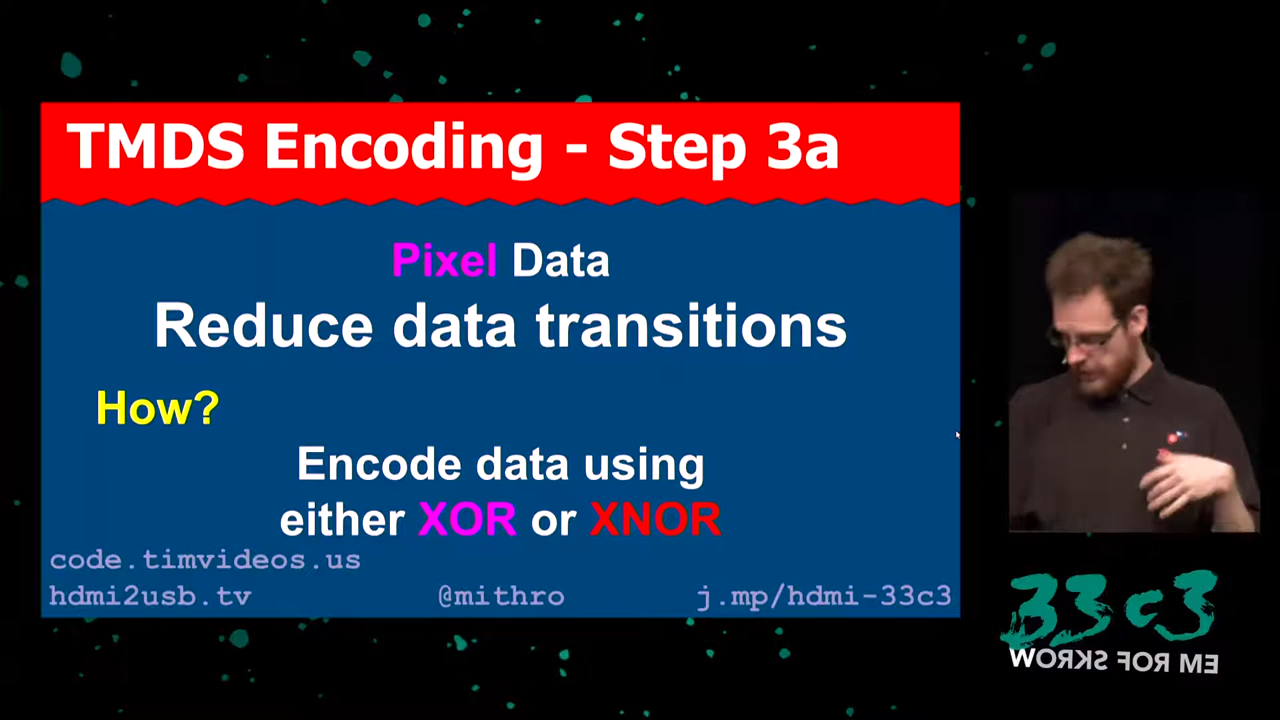 TMDS Encoding - Step 3a
Pixel Data
Reduce data transitions
How?
Encode data using
either XOR or XNOR
code.timvideos.us
hdmi2usb.tv
@mithro
j.mp/hdmi-33c3
33c3
WORKS FOR ME